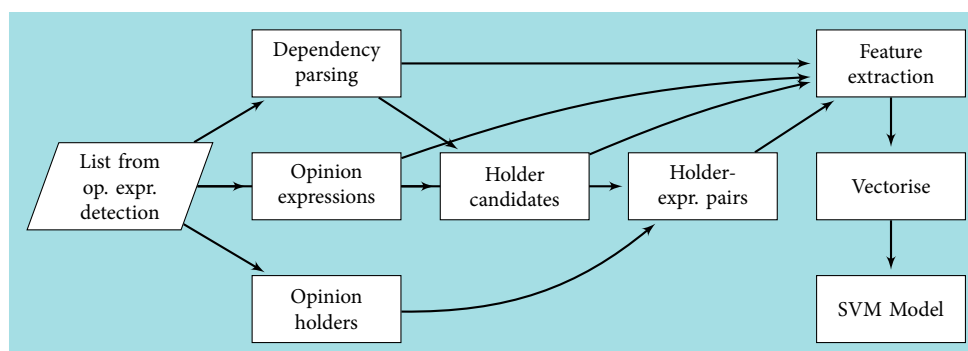 Dependency
parsing
Feature
extraction
List from
op. expr.
detection
Opinion
expressions
Holder
candidates
Holder-
expr. pairs
Vectorise
Opinion
holders
SVM Model